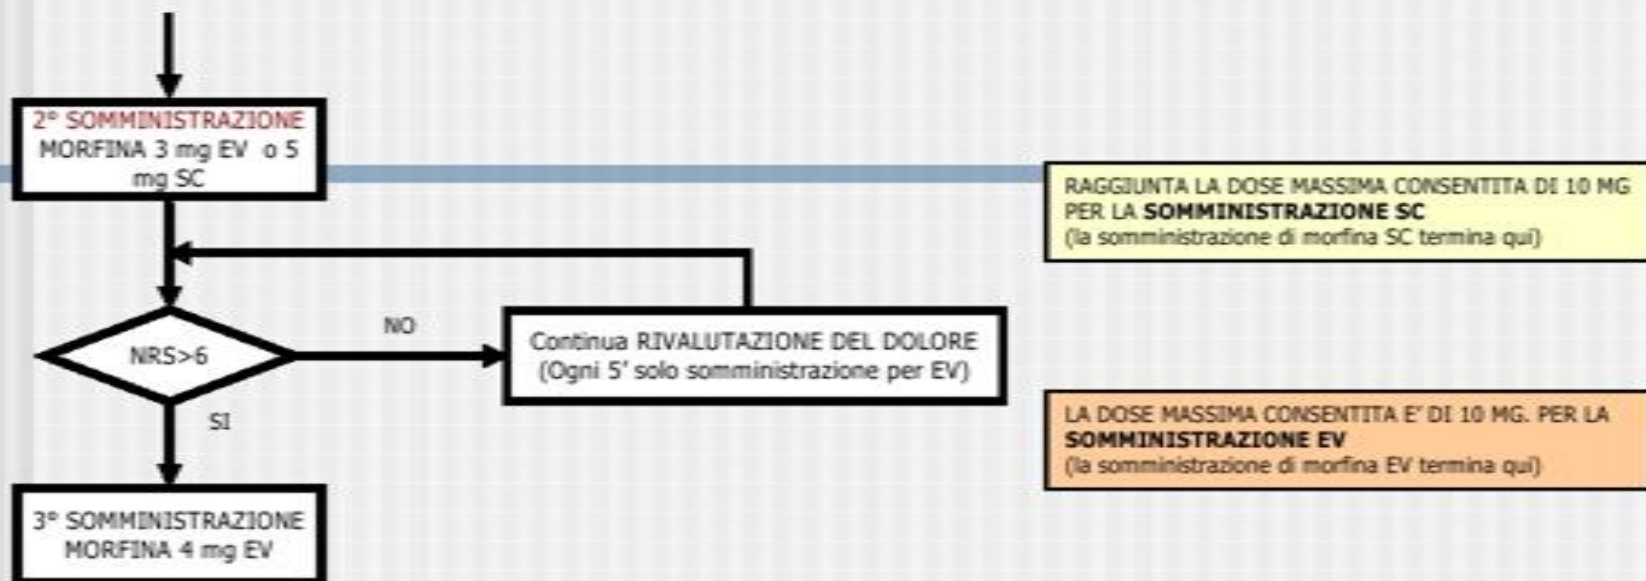 2° SOMMINISTRAZIONE
MORFINA 3 mg EV o 5
mg SC
RAGGIUNTA LA DOSE MASSIMA CONSENTITA DI 10 MG
PER LA SOMMINISTRAZIONE SC
(la somministrazione di morfina SC termina qui)
NRS>6
NO
Continua RIVALUTAZIONE DEL DOLORE
(Ogni 5' solo somministrazione per EV)
SI
LA DOSE MASSIMA CONSENTITA E' DI 10 MG. PER LA
SOMMINISTRAZIONE EV
(la somministrazione di morfina EV termina qui)
3° SOMMINISTRAZIONE
MORFINA 4 mg EV